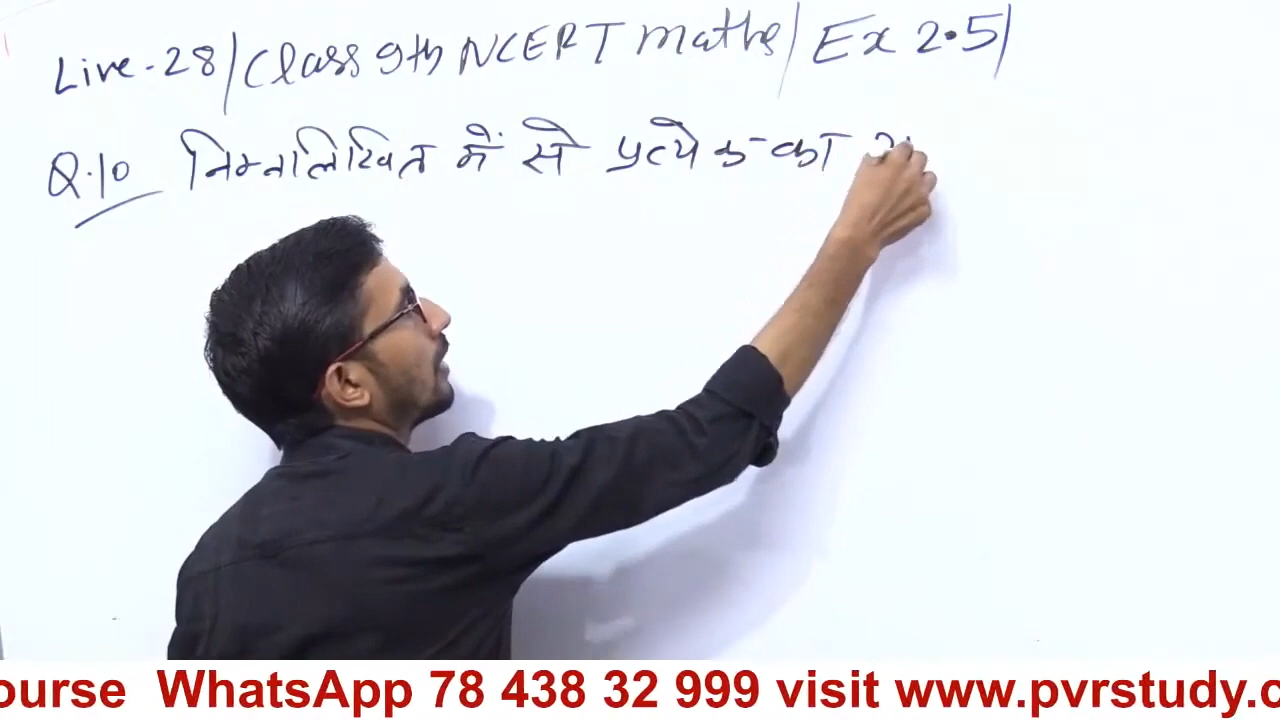 Live-28/Class 9th NCERT maths/Ex 2.5/
Q.10 निम्नलिखित में से प्रत्येक का
ourse WhatsApp 78 438 32 999 visit www.pvrstudy.c